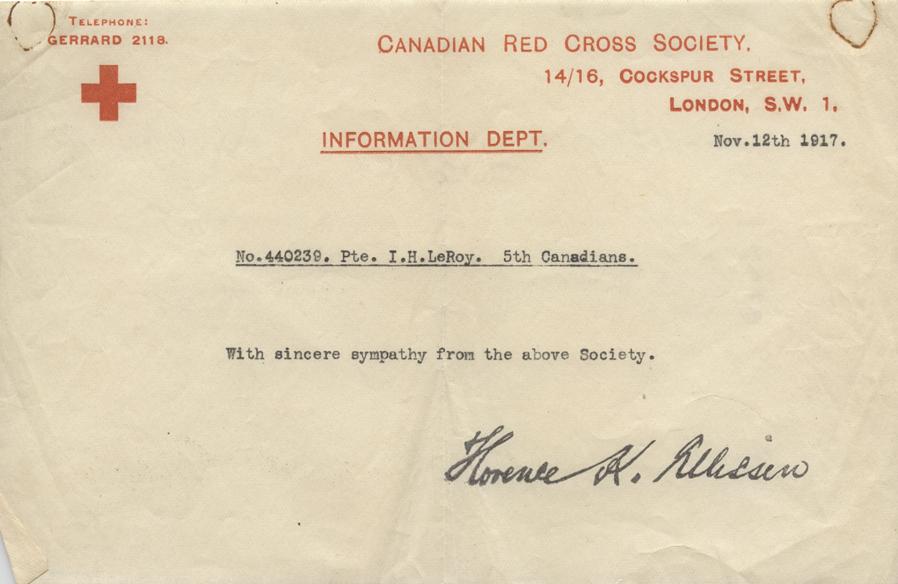 TELEPHONE:
GERRARD 2118.
CANADIAN RED CROSS SOCIETY.
14/16, COCKSPUR STREET,
LONDON, S.W. 1.
INFORMATION DEPT.
Nov.12th 1917.
No.440239. Pte. I.H.LeRoy. 5th Canadians.
With sincere sympathy from the above Society.
Florence K.